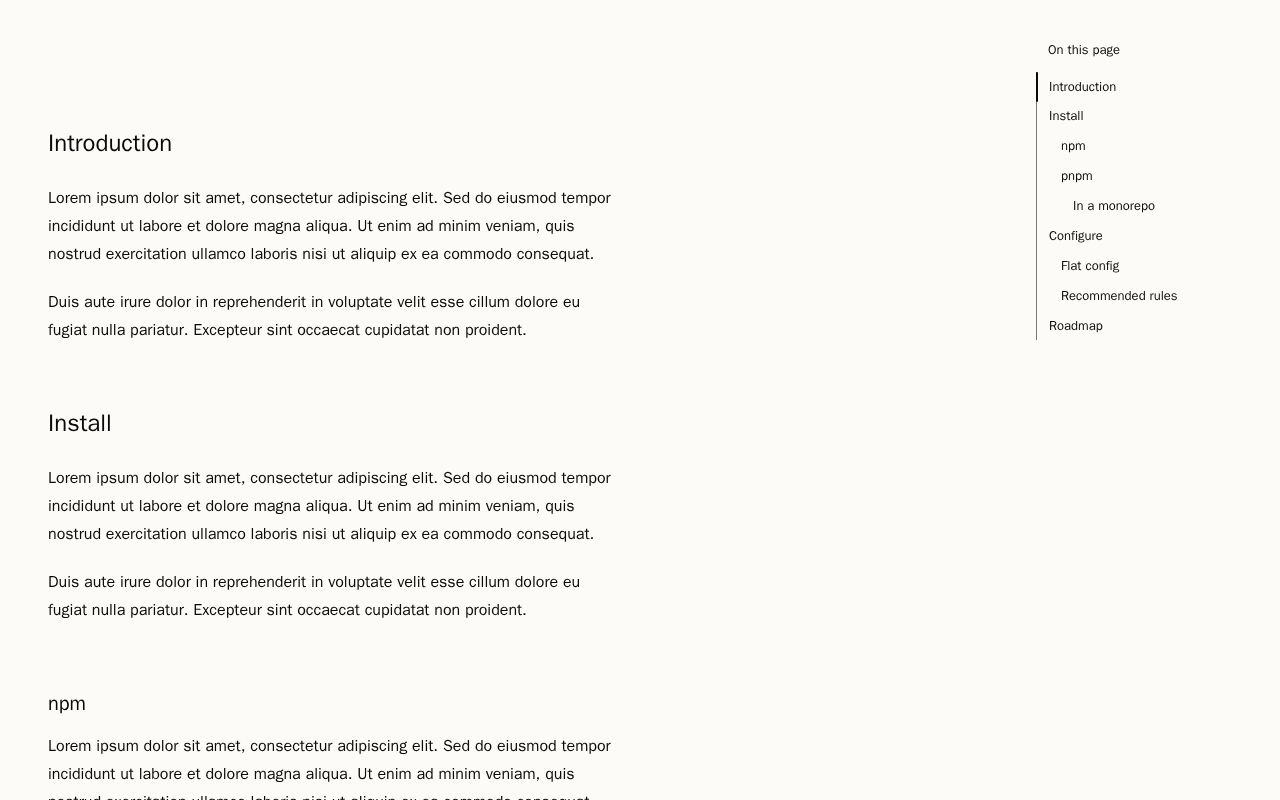 Introduction
Lorem ipsum dolor sit amet, consectetur adipiscing elit. Sed do eiusmod tempor
incididunt ut labore et dolore magna aliqua. Ut enim ad minim veniam, quis
nostrud exercitation ullamco laboris nisi ut aliquip ex ea commodo consequat.
Duis aute irure dolor in reprehenderit in voluptate velit esse cillum dolore eu
fugiat nulla pariatur. Excepteur sint occaecat cupidatat non proident.
Install
Lorem ipsum dolor sit amet, consectetur adipiscing elit. Sed do eiusmod tempor
incididunt ut labore et dolore magna aliqua. Ut enim ad minim veniam, quis
nostrud exercitation ullamco laboris nisi ut aliquip ex ea commodo consequat.
Duis aute irure dolor in reprehenderit in voluptate velit esse cillum dolore eu
fugiat nulla pariatur. Excepteur sint occaecat cupidatat non proident.
npm
Lorem ipsum dolor sit amet, consectetur adipiscing elit. Sed do eiusmod tempor
incididunt ut labore et dolore magna aliqua. Ut enim ad minim veniam, quis
On this page
Introduction
Install
npm
pnpm
In a monorepo
Configure
Flat config
Recommended rules
Roadmap